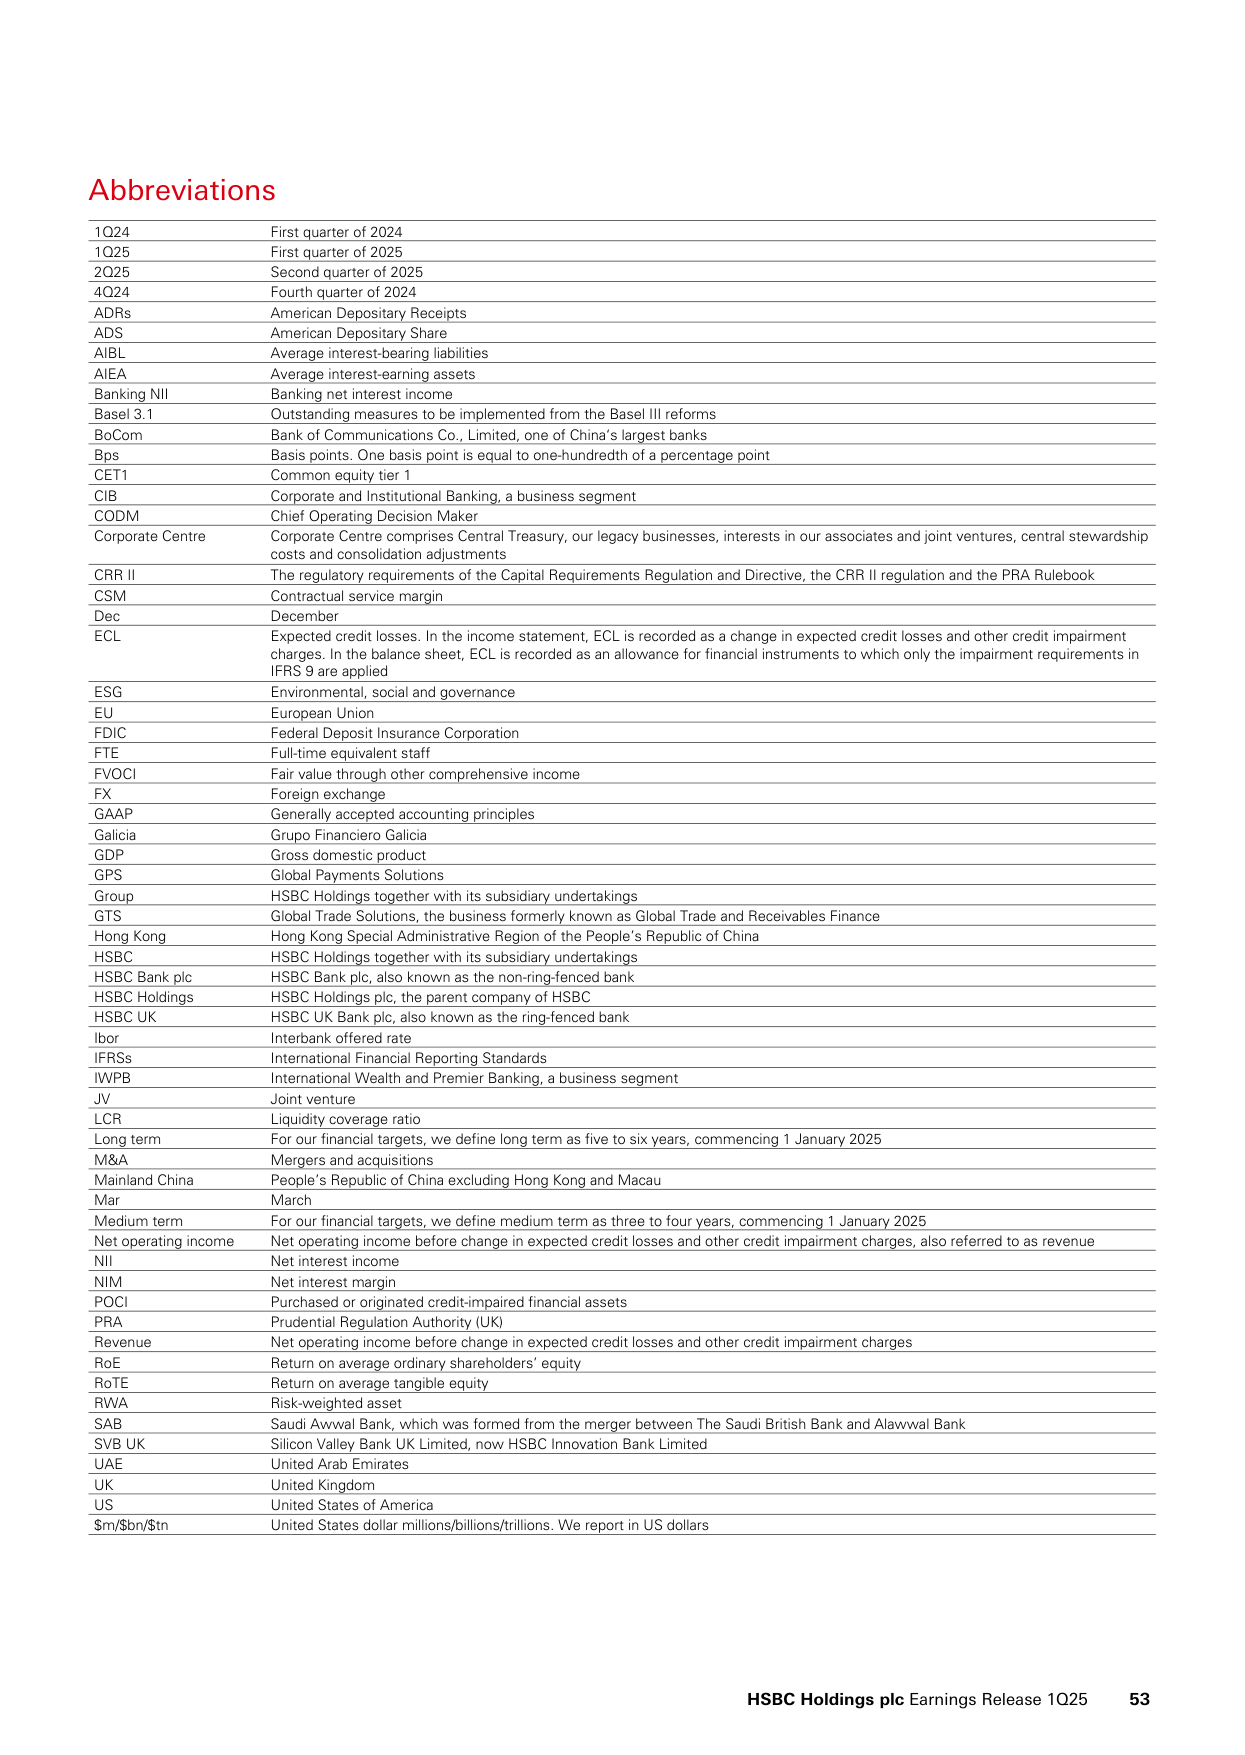 Abbreviations
1Q24 First quarter of 2024
1Q25 First quarter of 2025
2Q25 Second quarter of 2025
4Q24 Fourth quarter of 2024
ADRs American Depositary Receipts
ADS American Depositary Share
AIBL Average interest-bearing liabilities
AIEA Average interest-earning assets
Banking NII Banking net interest income
Basel 3.1 Outstanding measures to be implemented from the Basel III reforms
BoCom Bank of Communications Co., Limited, one of China's largest banks
Bps Basis points. One basis point is equal to one-hundredth of a percentage point
CET1 Common equity tier 1
CIB Corporate and Institutional Banking, a business segment
CODM Chief Operating Decision Maker
Corporate Centre Corporate Centre comprises Central Treasury, our legacy businesses, interests in our associates and joint ventures, central stewardship
costs and consolidation adjustments
CRR II The regulatory requirements of the Capital Requirements Regulation and Directive, the CRR II regulation and the PRA Rulebook
CSM Contractual service margin
Dec December
ECL Expected credit losses. In the income statement, ECL is recorded as a change in expected credit losses and other credit impairment
charges. In the balance sheet, ECL is recorded as an allowance for financial instruments to which only the impairment requirements in
IFRS 9 are applied
ESG Environmental, social and governance
EU European Union
FDIC Federal Deposit Insurance Corporation
FTE Full-time equivalent staff
FVOCI Fair value through other comprehensive income
FX Foreign exchange
GAAP Generally accepted accounting principles
Galicia Grupo Financiero Galicia
GDP Gross domestic product
GPS Global Payments Solutions
Group HSBC Holdings together with its subsidiary undertakings
GTS Global Trade Solutions, the business formerly known as Global Trade and Receivables Finance
Hong Kong Hong Kong Special Administrative Region of the People's Republic of China
HSBC HSBC Holdings together with its subsidiary undertakings
HSBC Bank plc HSBC Bank plc, also known as the non-ring-fenced bank
HSBC Holdings HSBC Holdings plc, the parent company of HSBC
HSBC UK HSBC UK Bank plc, also known as the ring-fenced bank
Ibor Interbank offered rate
IFRSs International Financial Reporting Standards
IWPB International Wealth and Premier Banking, a business segment
JV Joint venture
LCR Liquidity coverage ratio
Long term For our financial targets, we define long term as five to six years, commencing 1 January 2025
M&A Mergers and acquisitions
Mainland China People's Republic of China excluding Hong Kong and Macau
Mar March
Medium term For our financial targets, we define medium term as three to four years, commencing 1 January 2025
Net operating income Net operating income before change in expected credit losses and other credit impairment charges, also referred to as revenue
NII Net interest income
NIM Net interest margin
POCI Purchased or originated credit-impaired financial assets
PRA Prudential Regulation Authority (UK)
Revenue Net operating income before change in expected credit losses and other credit impairment charges
RoE Return on average ordinary shareholders' equity
RoTE Return on average tangible equity
RWA Risk-weighted asset
SAB Saudi Awwal Bank, which was formed from the merger between The Saudi British Bank and Alawwal Bank
SVB UK Silicon Valley Bank UK Limited, now HSBC Innovation Bank Limited
UAE United Arab Emirates
UK United Kingdom
US United States of America
$m/$bn/$tn United States dollar millions/billions/trillions. We report in US dollars
HSBC Holdings plc Earnings Release 1Q25 53